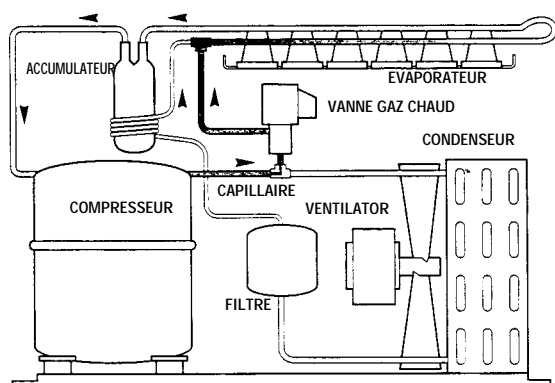 ACCUMULATEUR
EVAPORATEUR
VANNE GAZ CHAUD
CONDENSEUR
CAPILLAIRE
COMPRESSEUR
VENTILATOR
FILTRE